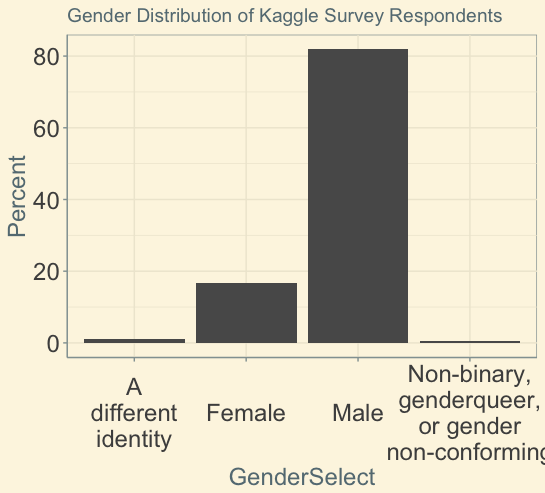 Gender Distribution of Kaggle Survey Respondents
80
60
40
20
0
Percent
A
different
identity
Female
Male
Non-binary,
genderqueer,
or gender
non-conforming
GenderSelect